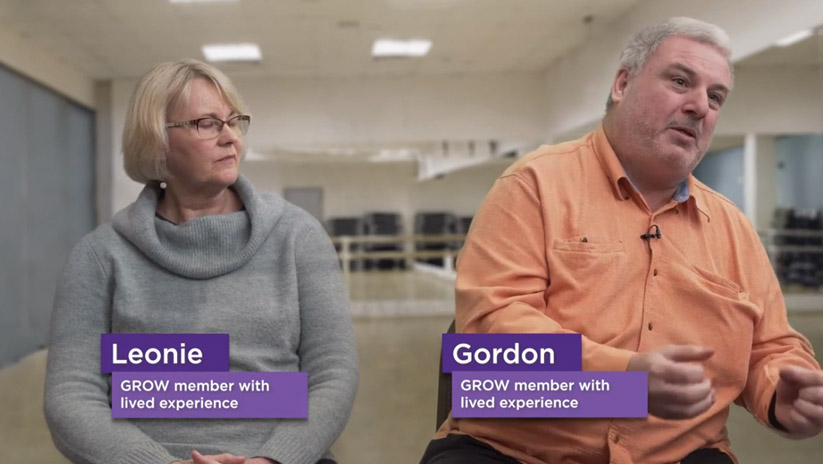 Leonie
GROW member with
lived experience
Gordon
GROW member with
lived experience